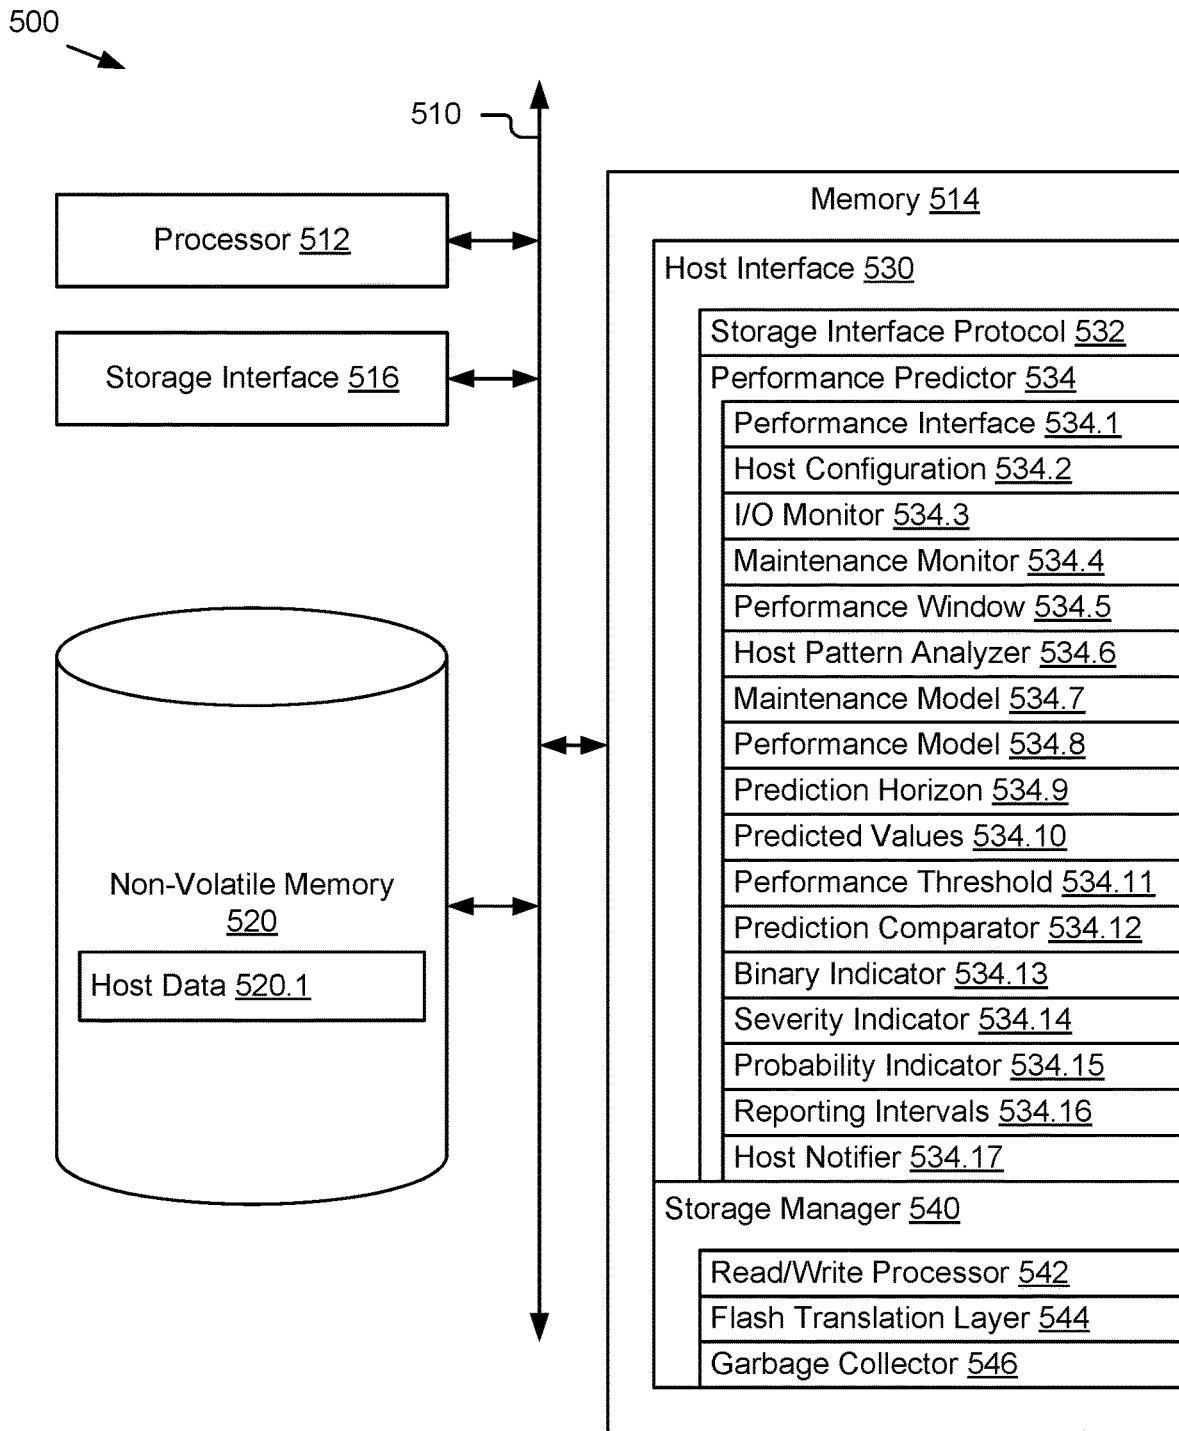 500
510
Processor 512
Storage Interface 516
Non-Volatile Memory
520
Host Data 520.1
Memory 514
Host Interface 530
Storage Interface Protocol 532
Performance Predictor 534
Performance Interface 534.1
Host Configuration 534.2
I/O Monitor 534.3
Maintenance Monitor 534.4
Performance Window 534.5
Host Pattern Analyzer 534.6
Maintenance Model 534.7
Performance Model 534.8
Prediction Horizon 534.9
Predicted Values 534.10
Performance Threshold 534.11
Prediction Comparator 534.12
Binary Indicator 534.13
Severity Indicator 534.14
Probability Indicator 534.15
Reporting Intervals 534.16
Host Notifier 534.17
Storage Manager 540
Read/Write Processor 542
Flash Translation Layer 544
Garbage Collector 546